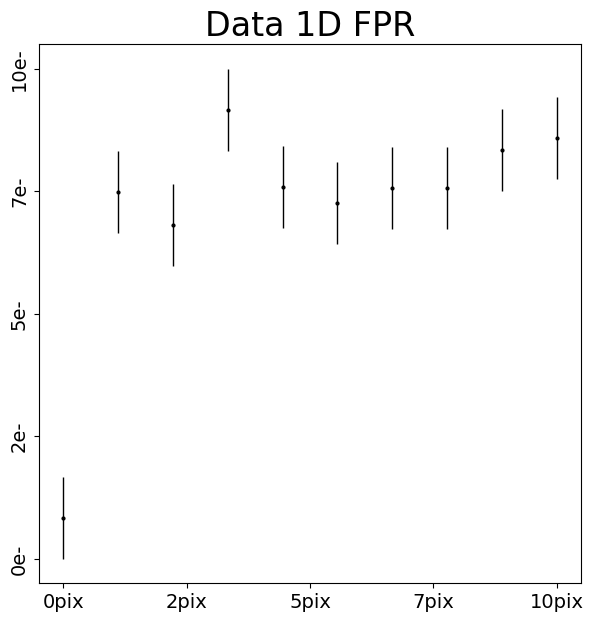 Data 1D FPR
10e-
7e-
5e-
2e-
0e-
0pix 2pix 5pix 7pix 10pix